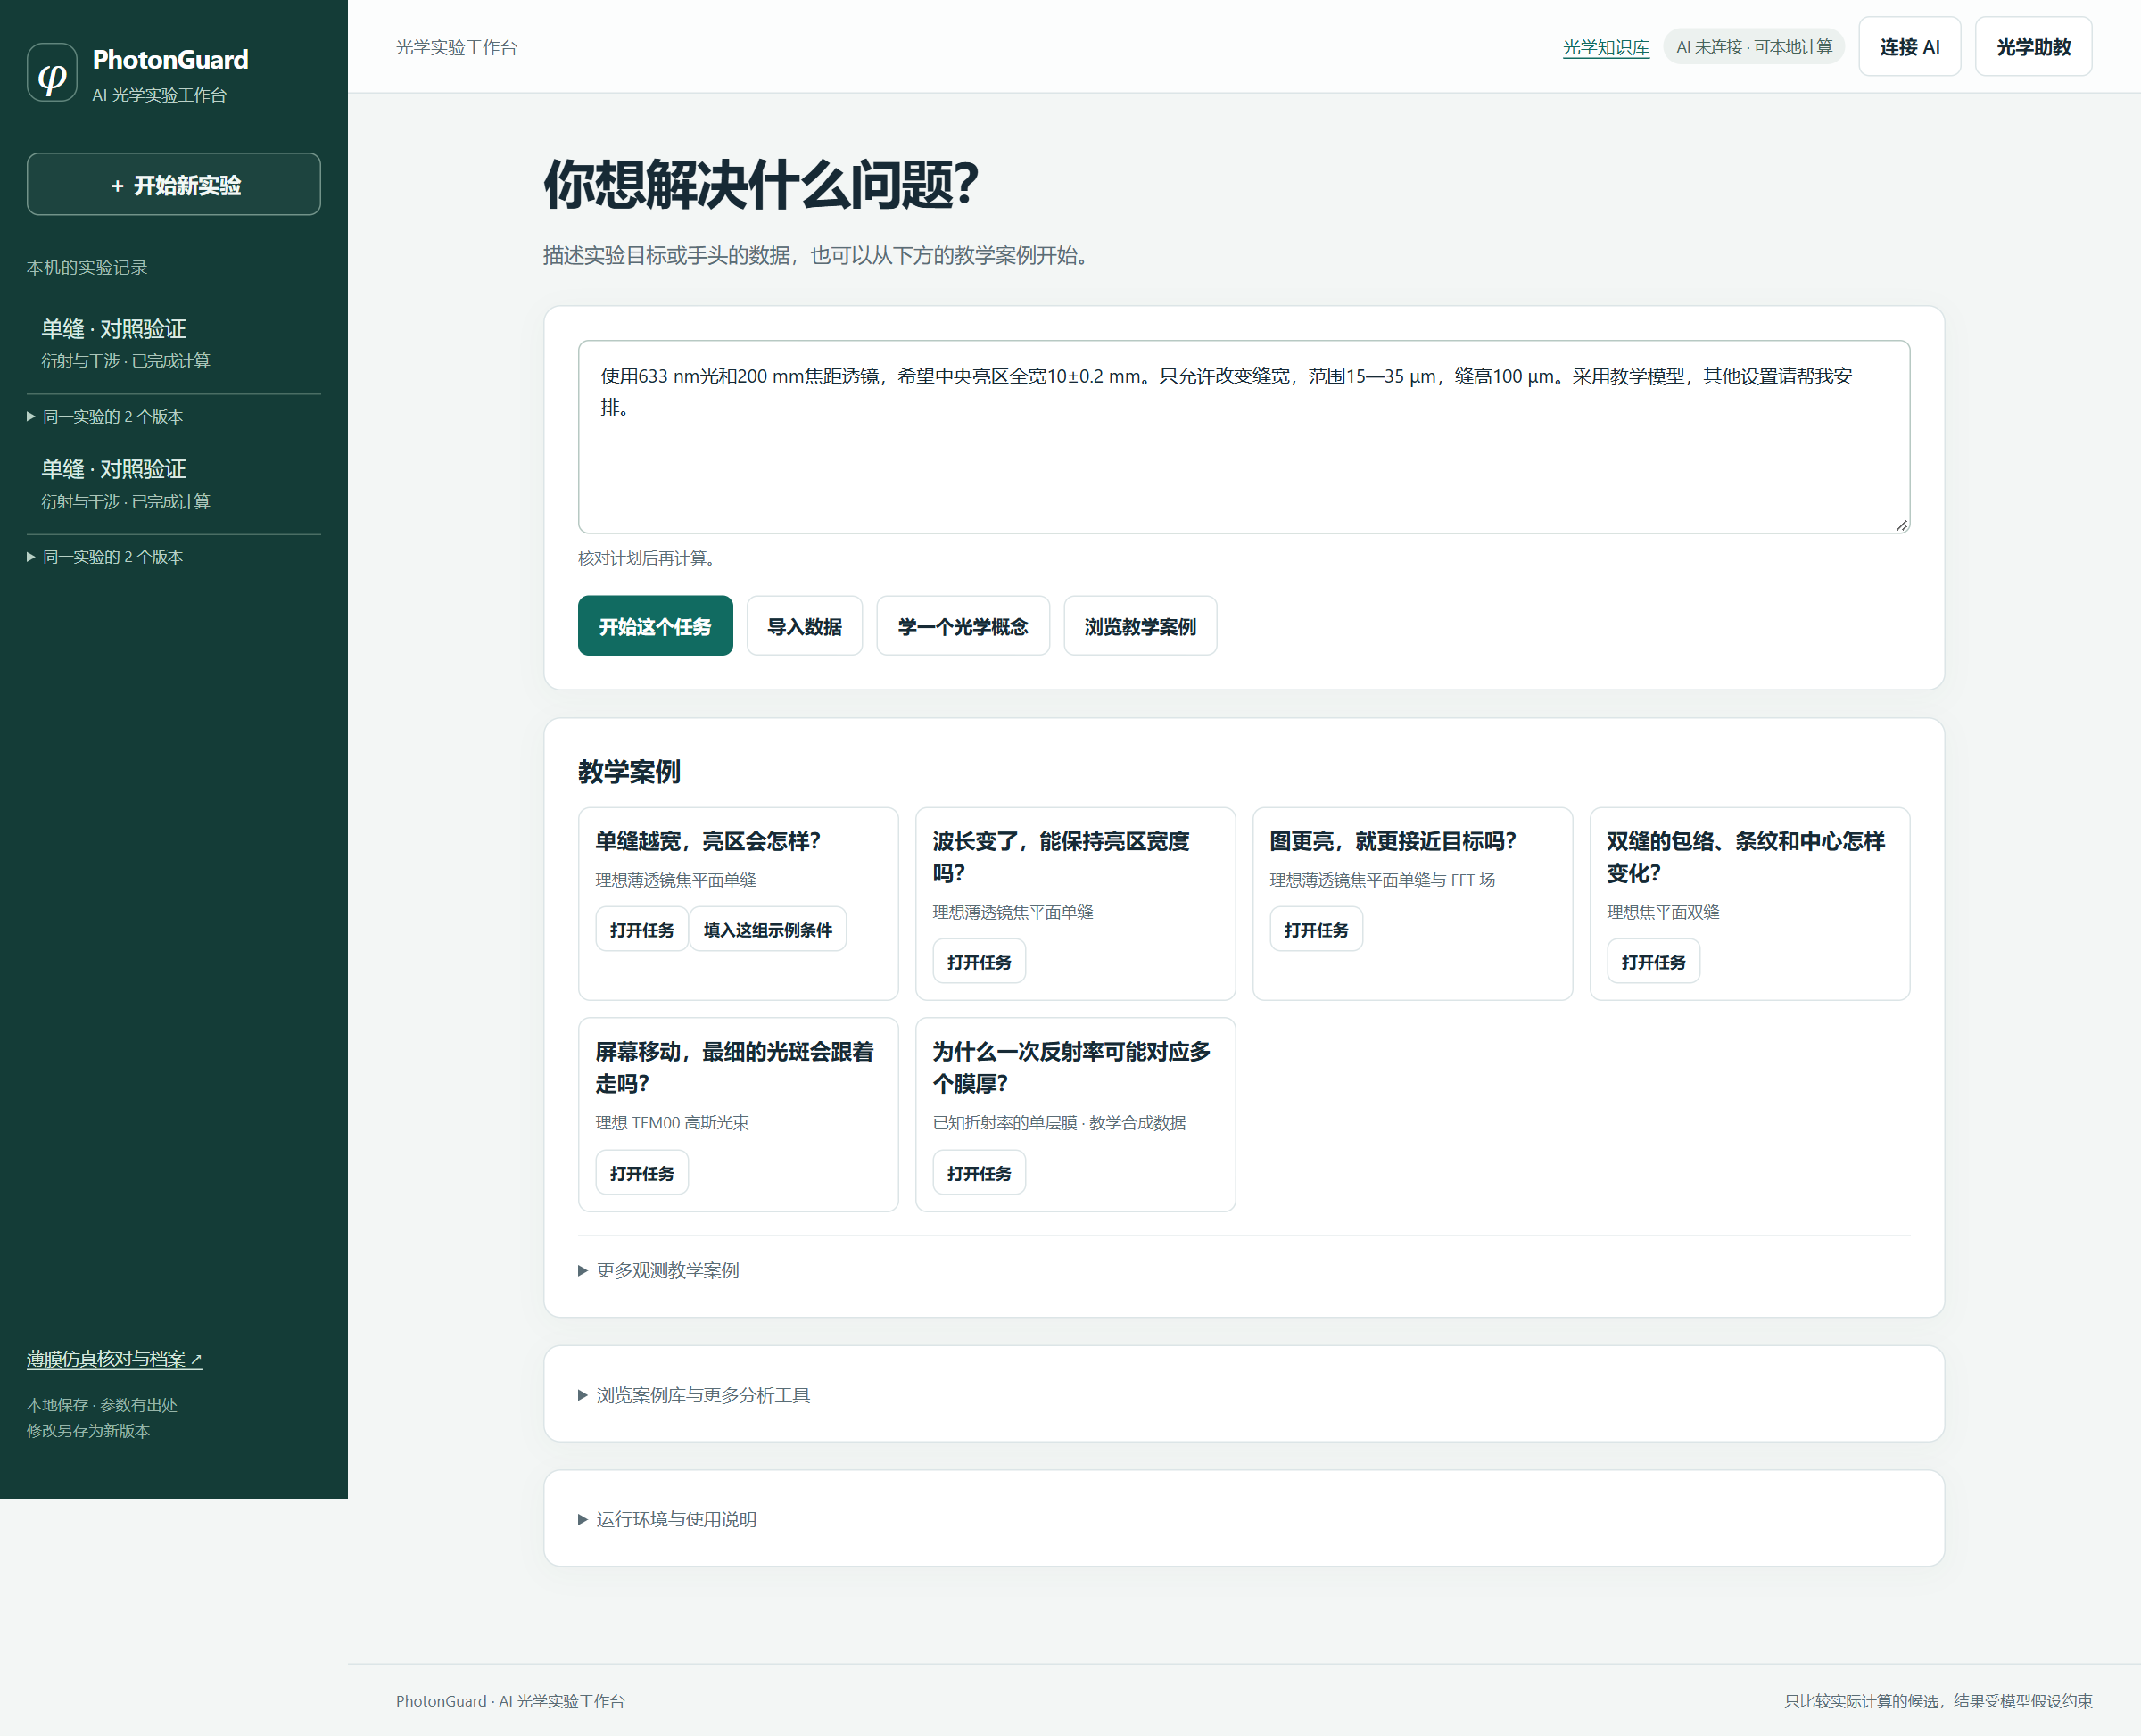 φ
PhotonGuard
AI 光学实验工作台
+ 开始新实验
本机的实验记录
单缝 · 对照验证
衍射与干涉 · 已完成计算
▶ 同一实验的 2 个版本
单缝 · 对照验证
衍射与干涉 · 已完成计算
▶ 同一实验的 2 个版本
薄膜仿真核对与档案 ↗
本地保存 · 参数有出处
修改另存为新版本
光学实验工作台
光学知识库
AI 未连接 · 可本地计算
连接 AI
光学助教
你想解决什么问题？
描述实验目标或手头的数据，也可以从下方的教学案例开始。
使用633 nm光和200 mm焦距透镜，希望中央亮区全宽10±0.2 mm。只允许改变缝宽，范围15—35 μm，缝高100 μm。采用教学模型，其他设置请帮我安
排。
核对计划后再计算。
开始这个任务
导入数据
学一个光学概念
浏览教学案例
教学案例
单缝越宽，亮区会怎样？
理想薄透镜焦平面单缝
打开任务
填入这组示例条件
波长变了，能保持亮区宽度
吗？
理想薄透镜焦平面单缝
打开任务
图更亮，就更接近目标吗？
理想薄透镜焦平面单缝与 FFT 场
打开任务
双缝的包络、条纹和中心怎样
变化？
理想焦平面双缝
打开任务
屏幕移动，最细的光斑会跟着
走吗？
理想 TEM00 高斯光束
打开任务
为什么一次反射率可能对应多
个膜厚？
已知折射率的单层膜 · 教学合成数据
打开任务
▶ 更多观测教学案例
▶ 浏览案例库与更多分析工具
▶ 运行环境与使用说明
PhotonGuard · AI 光学实验工作台
只比较实际计算的候选，结果受模型假设约束